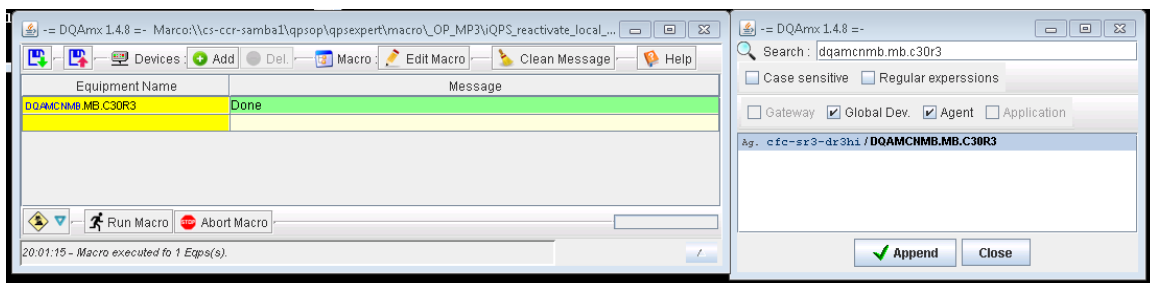 -= DQAmx 1.4.8 =- Marco:\\cs-ccr-samba1\qpsop\qpsexpert\macro\_OP_MP3\iQPS_reactivate_local_...
Devices : Add Del. Macro : Edit Macro Clean Message Help
Equipment Name Message
DQAMCNMB.MB.C30R3 Done
Run Macro STOP Abort Macro
20:01:15 - Macro executed fo 1 Eqps(s).
-= DQAmx 1.4.8 =-
Search : dqamcnmb.mb.c30r3
Case sensitive Regular experssions
Gateway Global Dev. Agent Application
Ag. cfc-sr3-dr3hi/DQAMCNMB.MB.C30R3
Append Close